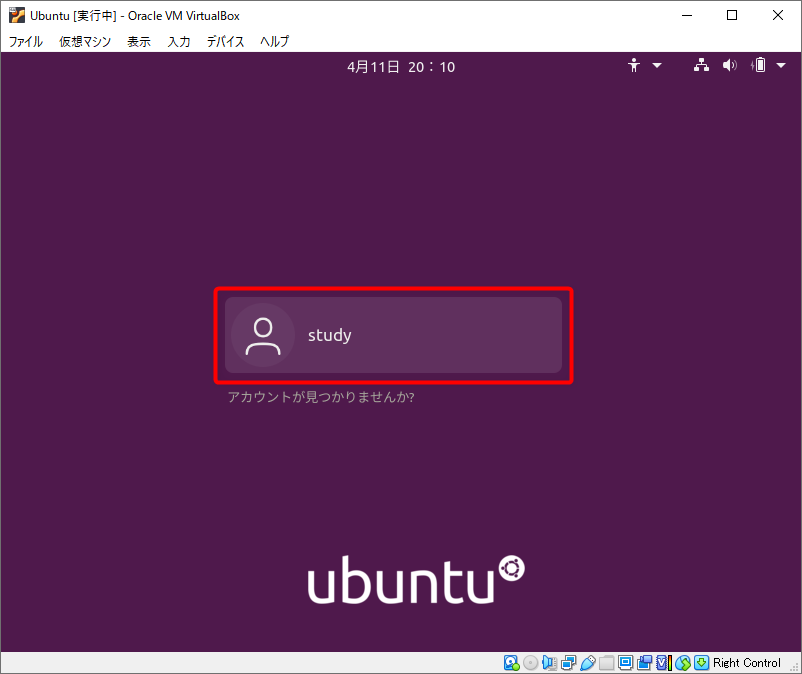 Ubuntu [実行中] - Oracle VM VirtualBox
ファイル 仮想マシン 表示 入力 デバイス ヘルプ
4月11日 20：10
study
アカウントが見つかりませんか?
ubuntu
Right Control